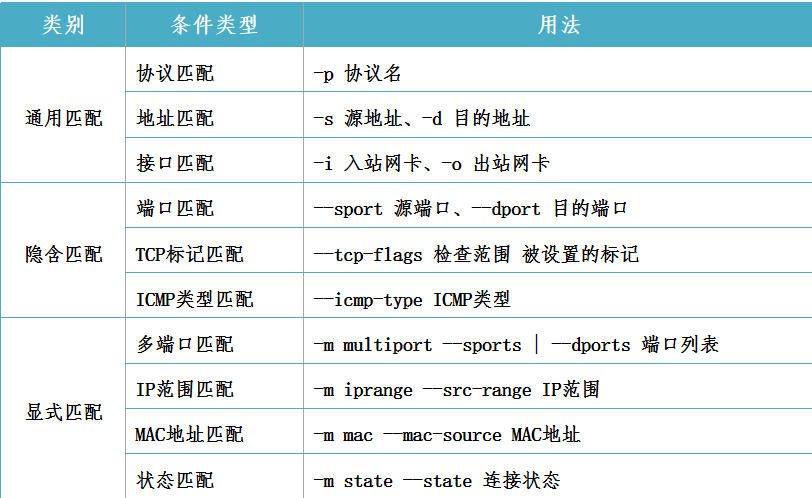 类别 条件类型 用法
通用匹配 协议匹配 -p 协议名
地址匹配 -s 源地址、-d 目的地址
接口匹配 -i 入站网卡、-o 出站网卡
隐含匹配 端口匹配 --sport 源端口、--dport 目的端口
TCP标记匹配 --tcp-flags 检查范围 被设置的标记
ICMP类型匹配 --icmp-type ICMP类型
显式匹配 多端口匹配 -m multiport --sports | --dports 端口列表
IP范围匹配 -m iprange --src-range IP范围
MAC地址匹配 -m mac --mac-source MAC地址
状态匹配 -m state --state 连接状态